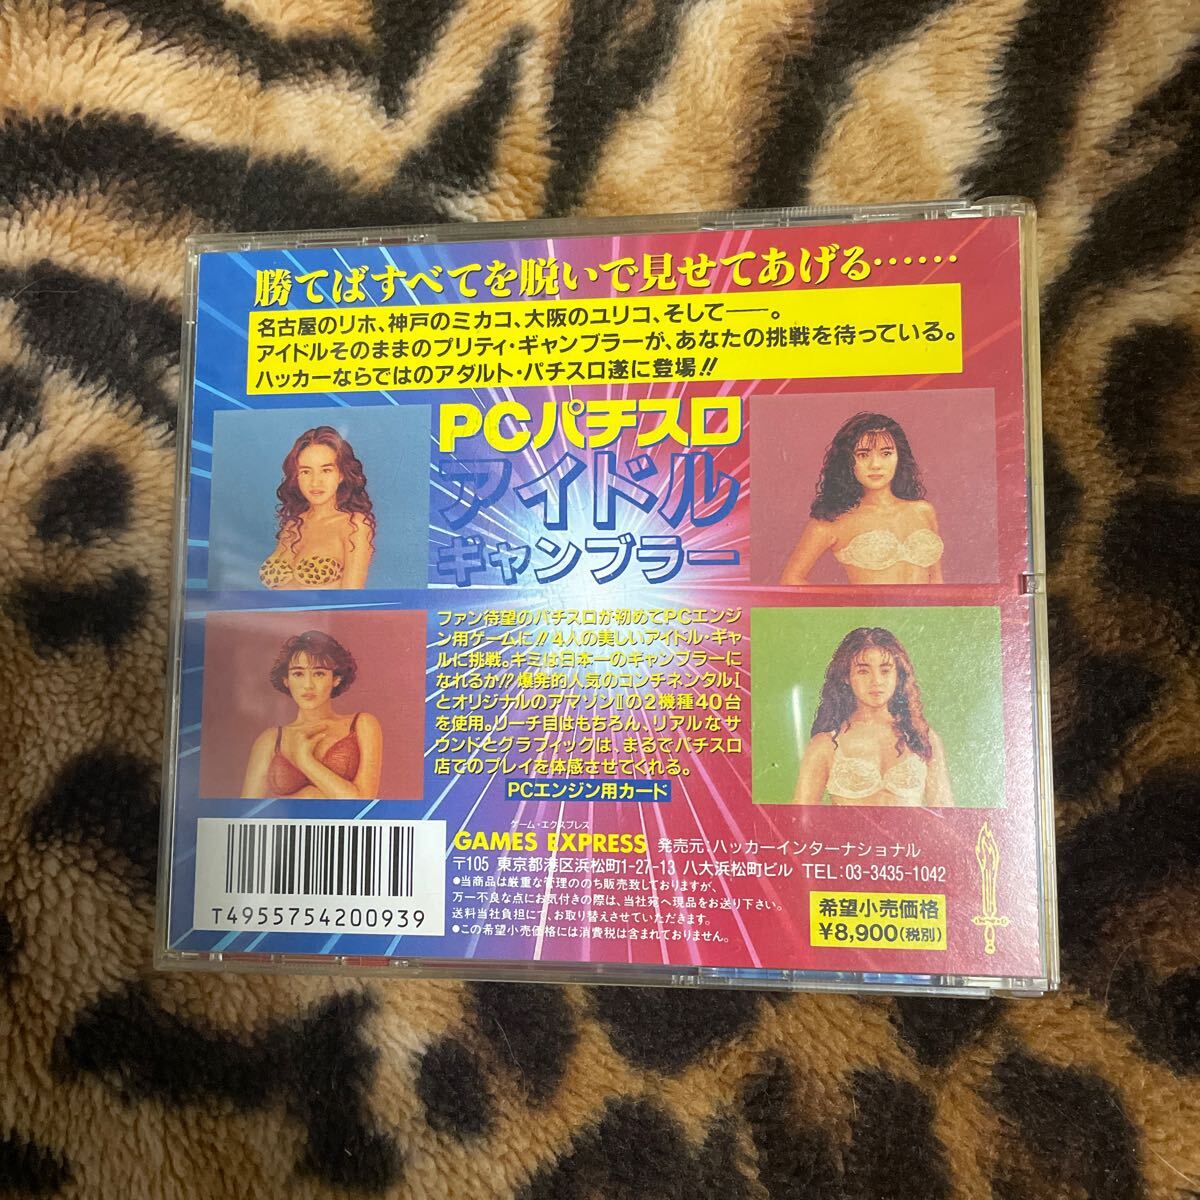 勝てばすべてを脱いで見せてあげる……
名古屋のリホ、神戸のミカコ、大阪のユリコ、そして——。
アイドルそのままのプリティ・ギャンブラーが、あなたの挑戦を待っている。
ハッカーならではのアダルト・パチスロ遂に登場!!
PCパチスロ
アイドル
ギャンブラー
ファン待望のパチスロが初めてPCエンジ
ン用ゲームに!!4人の美しいアイドル・ギャ
ルに挑戦。キミは日本一のギャンブラーに
なれるか!?爆発的人気のコンチネンタルI
とオリジナルのアマゾンIIの2機種40台
を使用。リーチ目はもちろん、リアルなサ
ウンドとグラフィックは、まるでパチスロ
店でのプレイを体感させてくれる。
PCエンジン用カード
ゲーム・エクスプレス
GAMES EXPRESS 発売元:ハッカーインターナショナル
〒105 東京都港区浜松町1-27-13 八大浜松町ビル TEL:03-3435-1042
●当商品は厳重な管理ののち販売致しておりますが、
万一不良な点にお気付きの際は、当社宛へ現品をお送り下さい。
送料当社負担にて、お取り替えさせていただきます。
●この希望小売価格には消費税は含まれておりません。
希望小売価格
¥8,900(税別)
T4955754200939